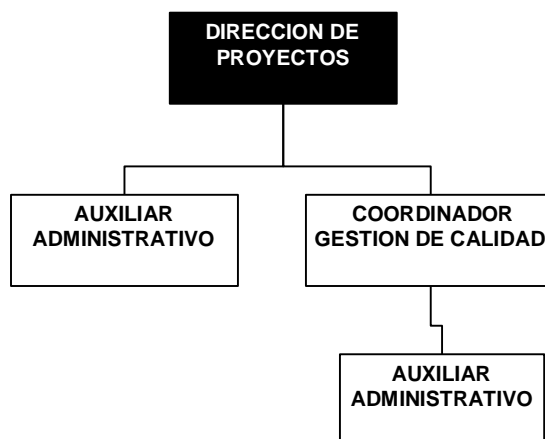 DIRECCION DE
PROYECTOS
AUXILIAR
ADMINISTRATIVO
COORDINADOR
GESTION DE CALIDAD
AUXILIAR
ADMINISTRATIVO